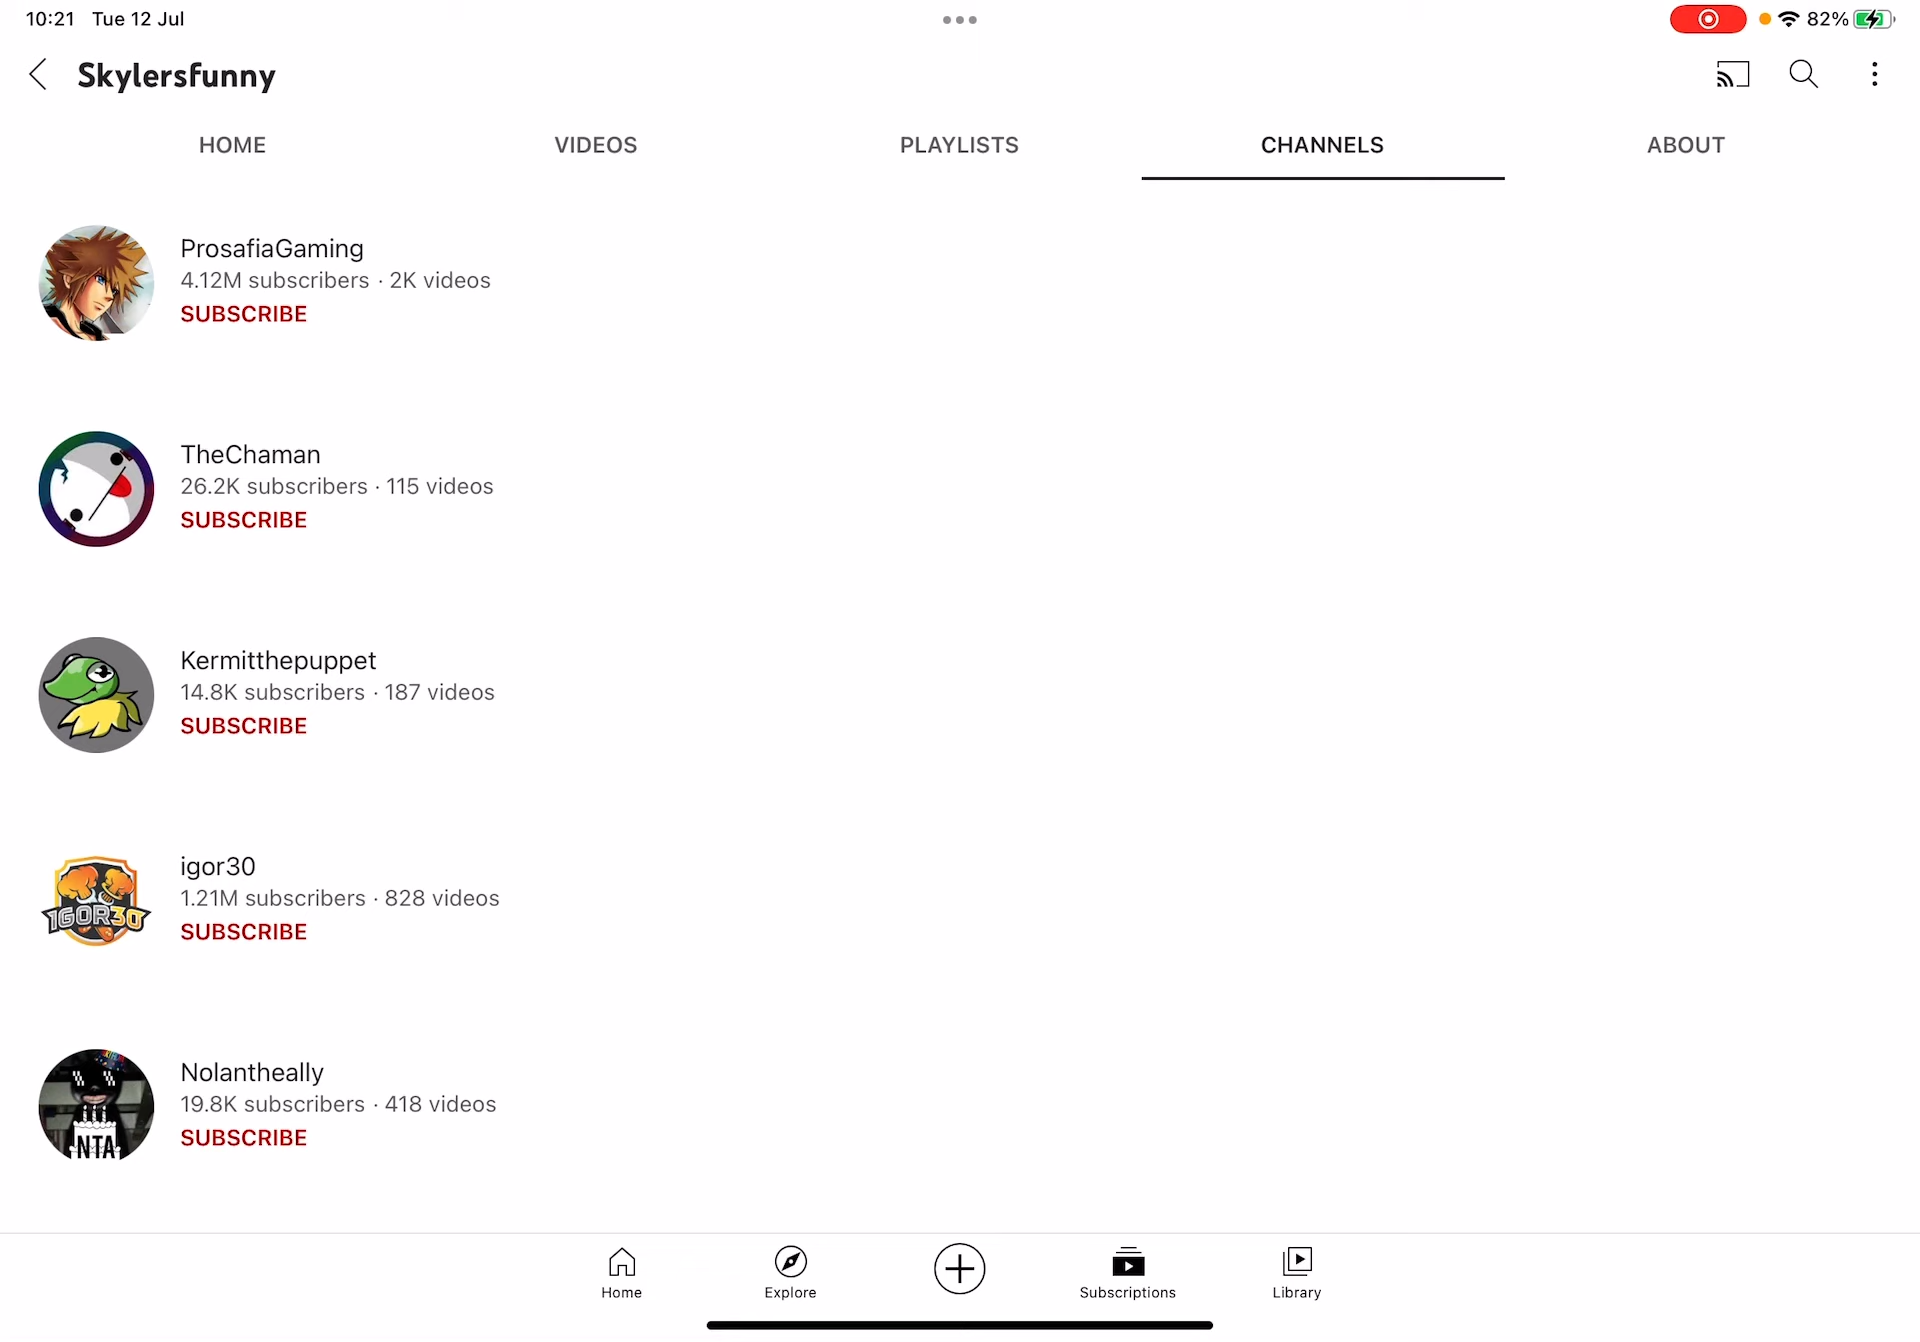 10:21 Tue 12 Jul
82%
Skylersfunny
HOME VIDEOS PLAYLISTS CHANNELS ABOUT
ProsafiaGaming
4.12M subscribers · 2K videos
SUBSCRIBE
TheChaman
26.2K subscribers · 115 videos
SUBSCRIBE
Kermitthepuppet
14.8K subscribers · 187 videos
SUBSCRIBE
IGOR30
igor30
1.21M subscribers · 828 videos
SUBSCRIBE
NTA
Nolantheally
19.8K subscribers · 418 videos
SUBSCRIBE
Home Explore Subscriptions Library